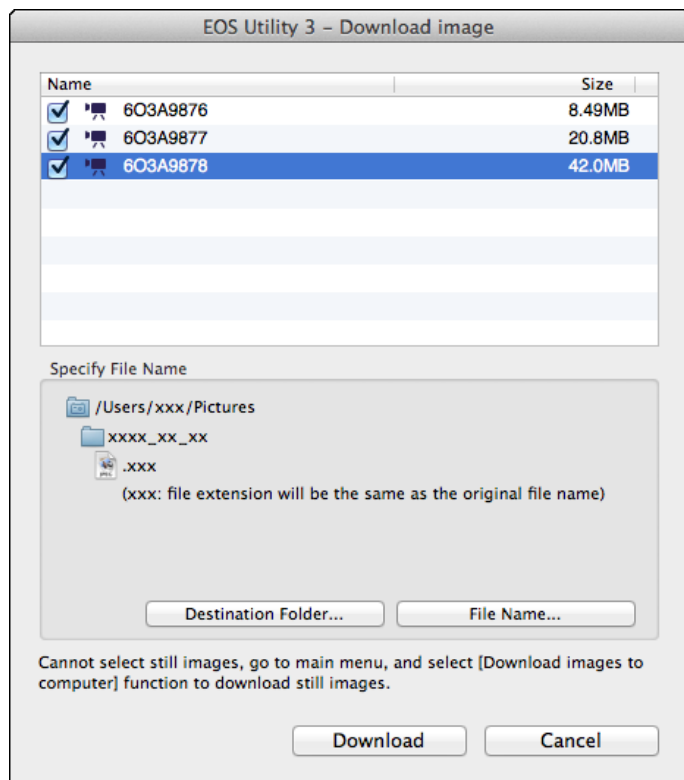 EOS Utility 3 – Download image
Name Size
6O3A9876 8.49MB
6O3A9877 20.8MB
6O3A9878 42.0MB
Specify File Name
/Users/xxx/Pictures
xxxx_xx_xx
.xxx
(xxx: file extension will be the same as the original file name)
Destination Folder... File Name...
Cannot select still images, go to main menu, and select [Download images to
computer] function to download still images.
Download Cancel